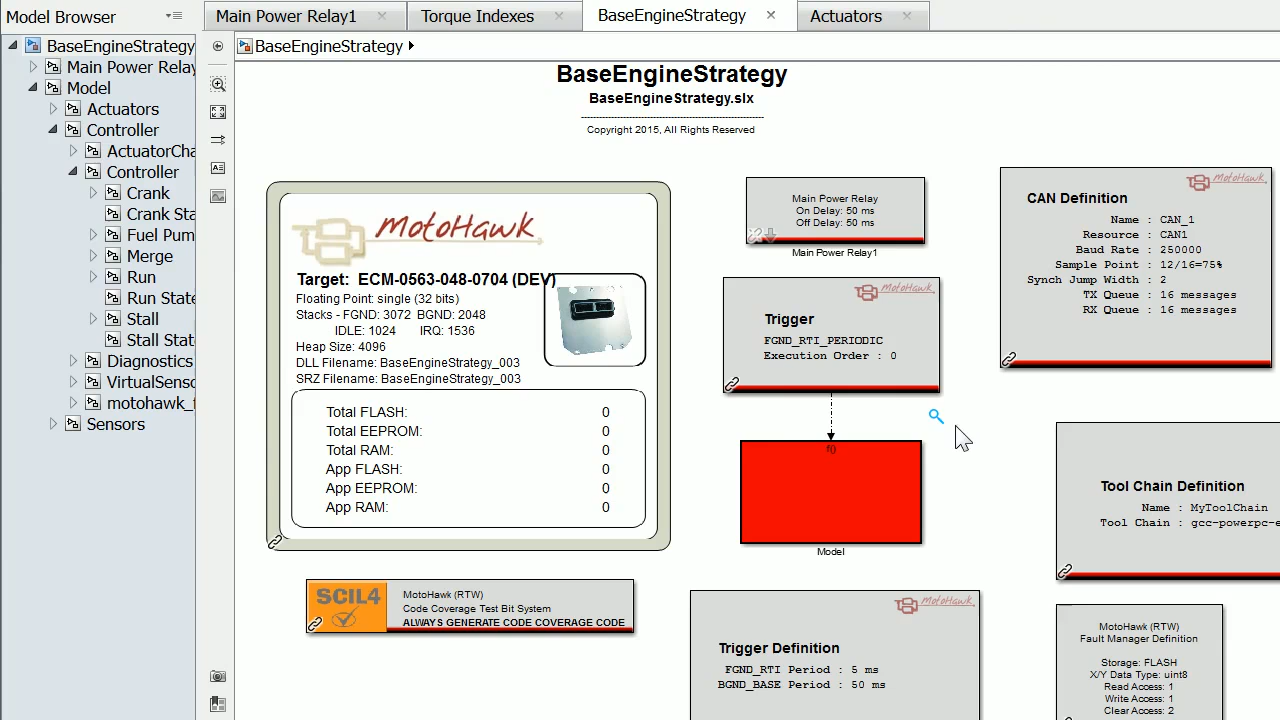 Model Browser
Main Power Relay1
Torque Indexes
BaseEngineStrategy
Actuators
BaseEngineStrategy
Main Power Relay
Model
Actuators
Controller
ActuatorCha
Controller
Crank
Crank Sta
Fuel Pum
Merge
Run
Run State
Stall
Stall Stat
Diagnostics
VirtualSenso
motohawk_f
Sensors
BaseEngineStrategy
BaseEngineStrategy
BaseEngineStrategy.slx
Copyright 2015, All Rights Reserved
MotoHawk
Target: ECM-0563-048-0704 (DEV)
Floating Point: single (32 bits)
Stacks - FGND: 3072 BGND: 2048
IDLE: 1024 IRQ: 1536
Heap Size: 4096
DLL Filename: BaseEngineStrategy_003
SRZ Filename: BaseEngineStrategy_003
Total FLASH: 0
Total EEPROM: 0
Total RAM: 0
App FLASH: 0
App EEPROM: 0
App RAM: 0
SCIL4
MotoHawk (RTW)
Code Coverage Test Bit System
ALWAYS GENERATE CODE COVERAGE CODE
Main Power Relay
On Delay: 50 ms
Off Delay: 50 ms
Main Power Relay1
MotoHawk
Trigger
FGND_RTI_PERIODIC
Execution Order : 0
f()
Model
MotoHawk
Trigger Definition
FGND_RTI Period : 5 ms
BGND_BASE Period : 50 ms
MotoHawk
CAN Definition
Name : CAN_1
Resource : CAN1
Baud Rate : 250000
Sample Point : 12/16=75%
Synch Jump Width : 2
TX Queue : 16 messages
RX Queue : 16 messages
Tool Chain Definition
Name : MyToolChain
Tool Chain : gcc-powerpc-e
MotoHawk (RTW)
Fault Manager Definition
Storage: FLASH
X/Y Data Type: uint8
Read Access: 1
Write Access: 1
Clear Access: 2